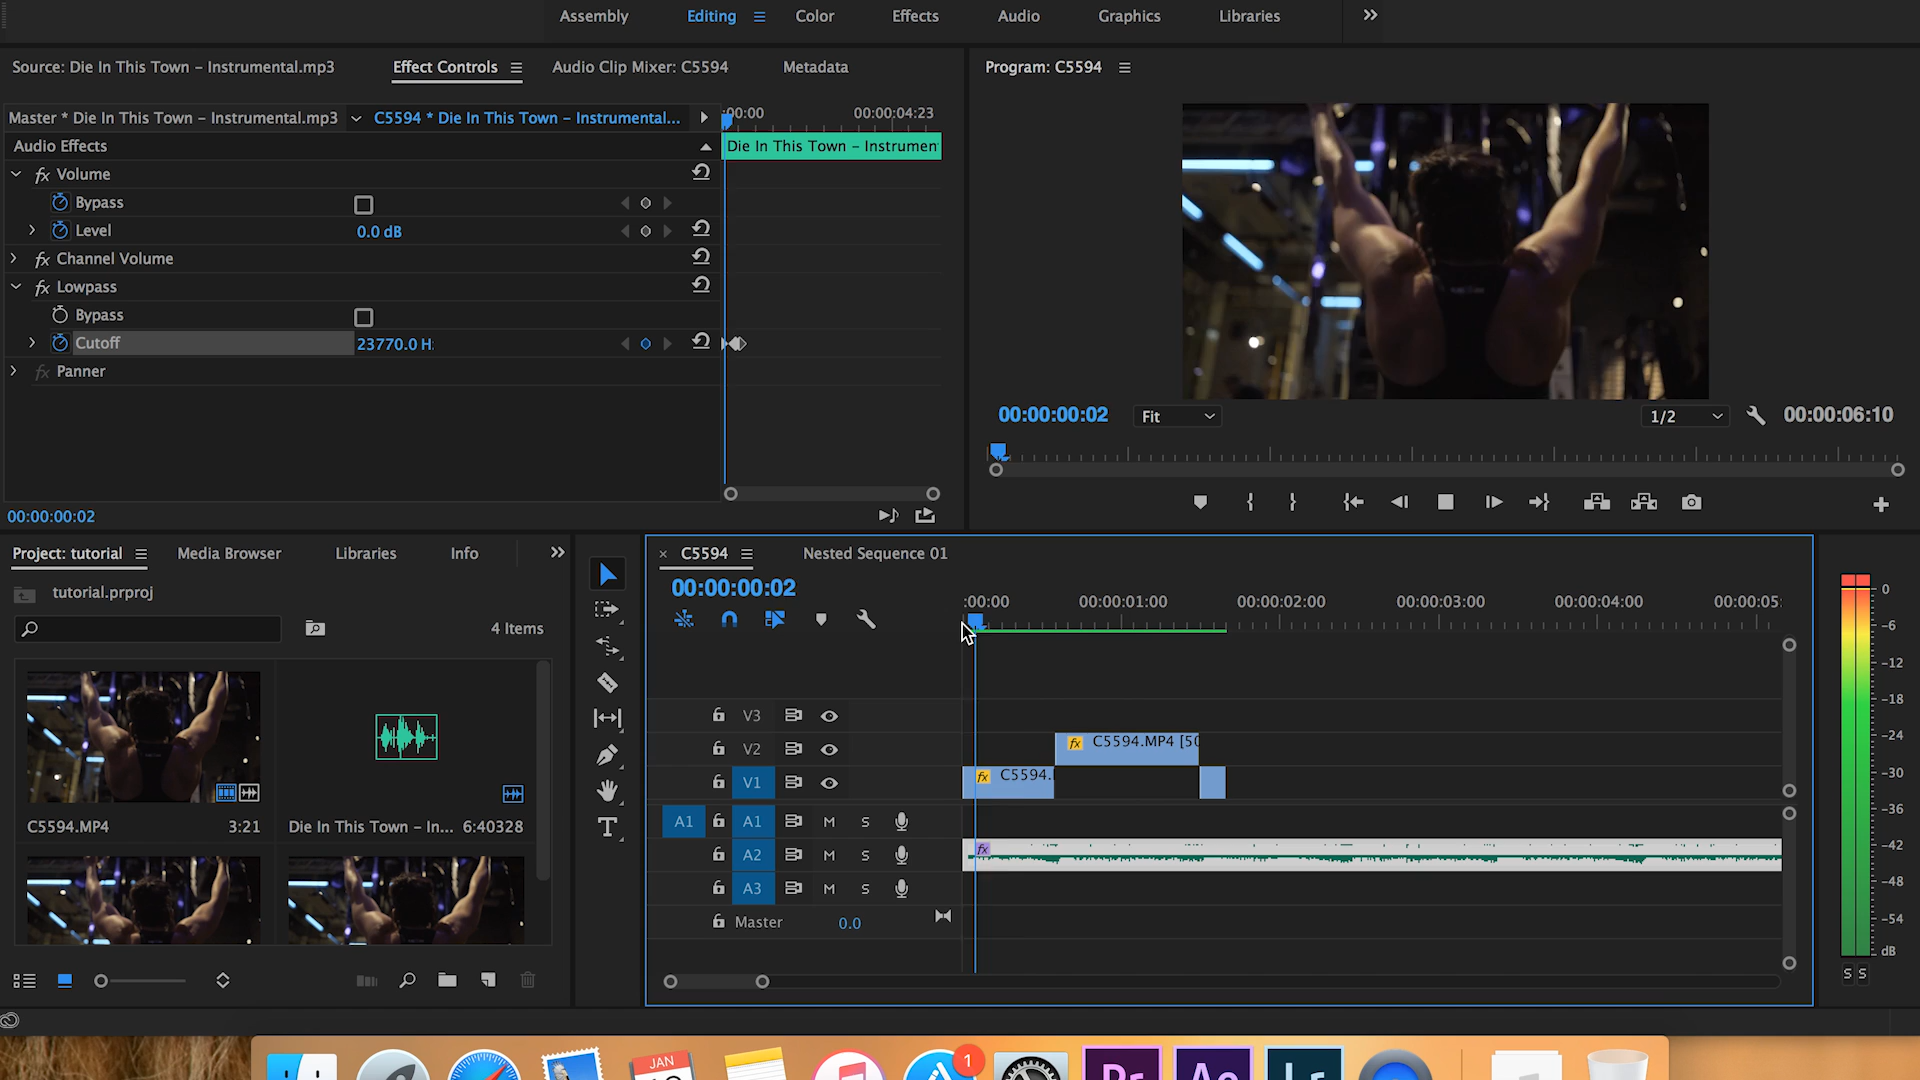 Assembly Editing Color Effects Audio Graphics Libraries
Source: Die In This Town – Instrumental.mp3 Effect Controls Audio Clip Mixer: C5594 Metadata
Program: C5594
Master * Die In This Town – Instrumental.mp3 C5594 * Die In This Town – Instrumental... :00:00 00:00:04:23
Audio Effects Die In This Town – Instrumen
fx Volume
Bypass
Level 0.0 dB
fx Channel Volume
fx Lowpass
Bypass
Cutoff 23770.0 H
fx Panner
00:00:00:02 Fit 1/2 00:00:06:10
00:00:00:02
Project: tutorial Media Browser Libraries Info
tutorial.prproj
4 Items
C5594.MP4 3:21
Die In This Town – In... 6:40328
C5594 Nested Sequence 01
00:00:00:02
:00:00 00:00:01:00 00:00:02:00 00:00:03:00 00:00:04:00 00:00:05:
V3
V2 fx C5594.MP4 [50
V1 fx C5594.
A1 A1 M S
A2 M S fx
A3 M S
Master 0.0
0
-6
-12
-18
-24
-30
-36
-42
-48
-54
dB
S S
T
JAN
1
Pr
Ae
Lr